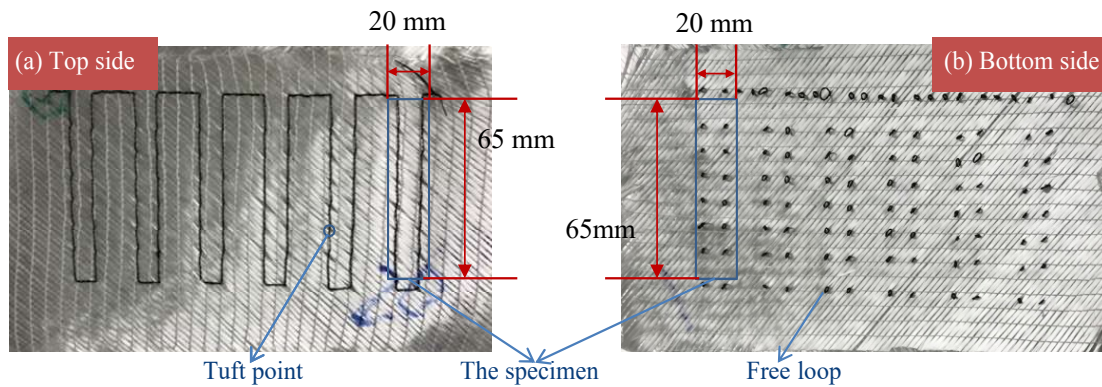 20 mm
20 mm
(a) Top side
(b) Bottom side
65 mm
65mm
Tuft point
The specimen
Free loop